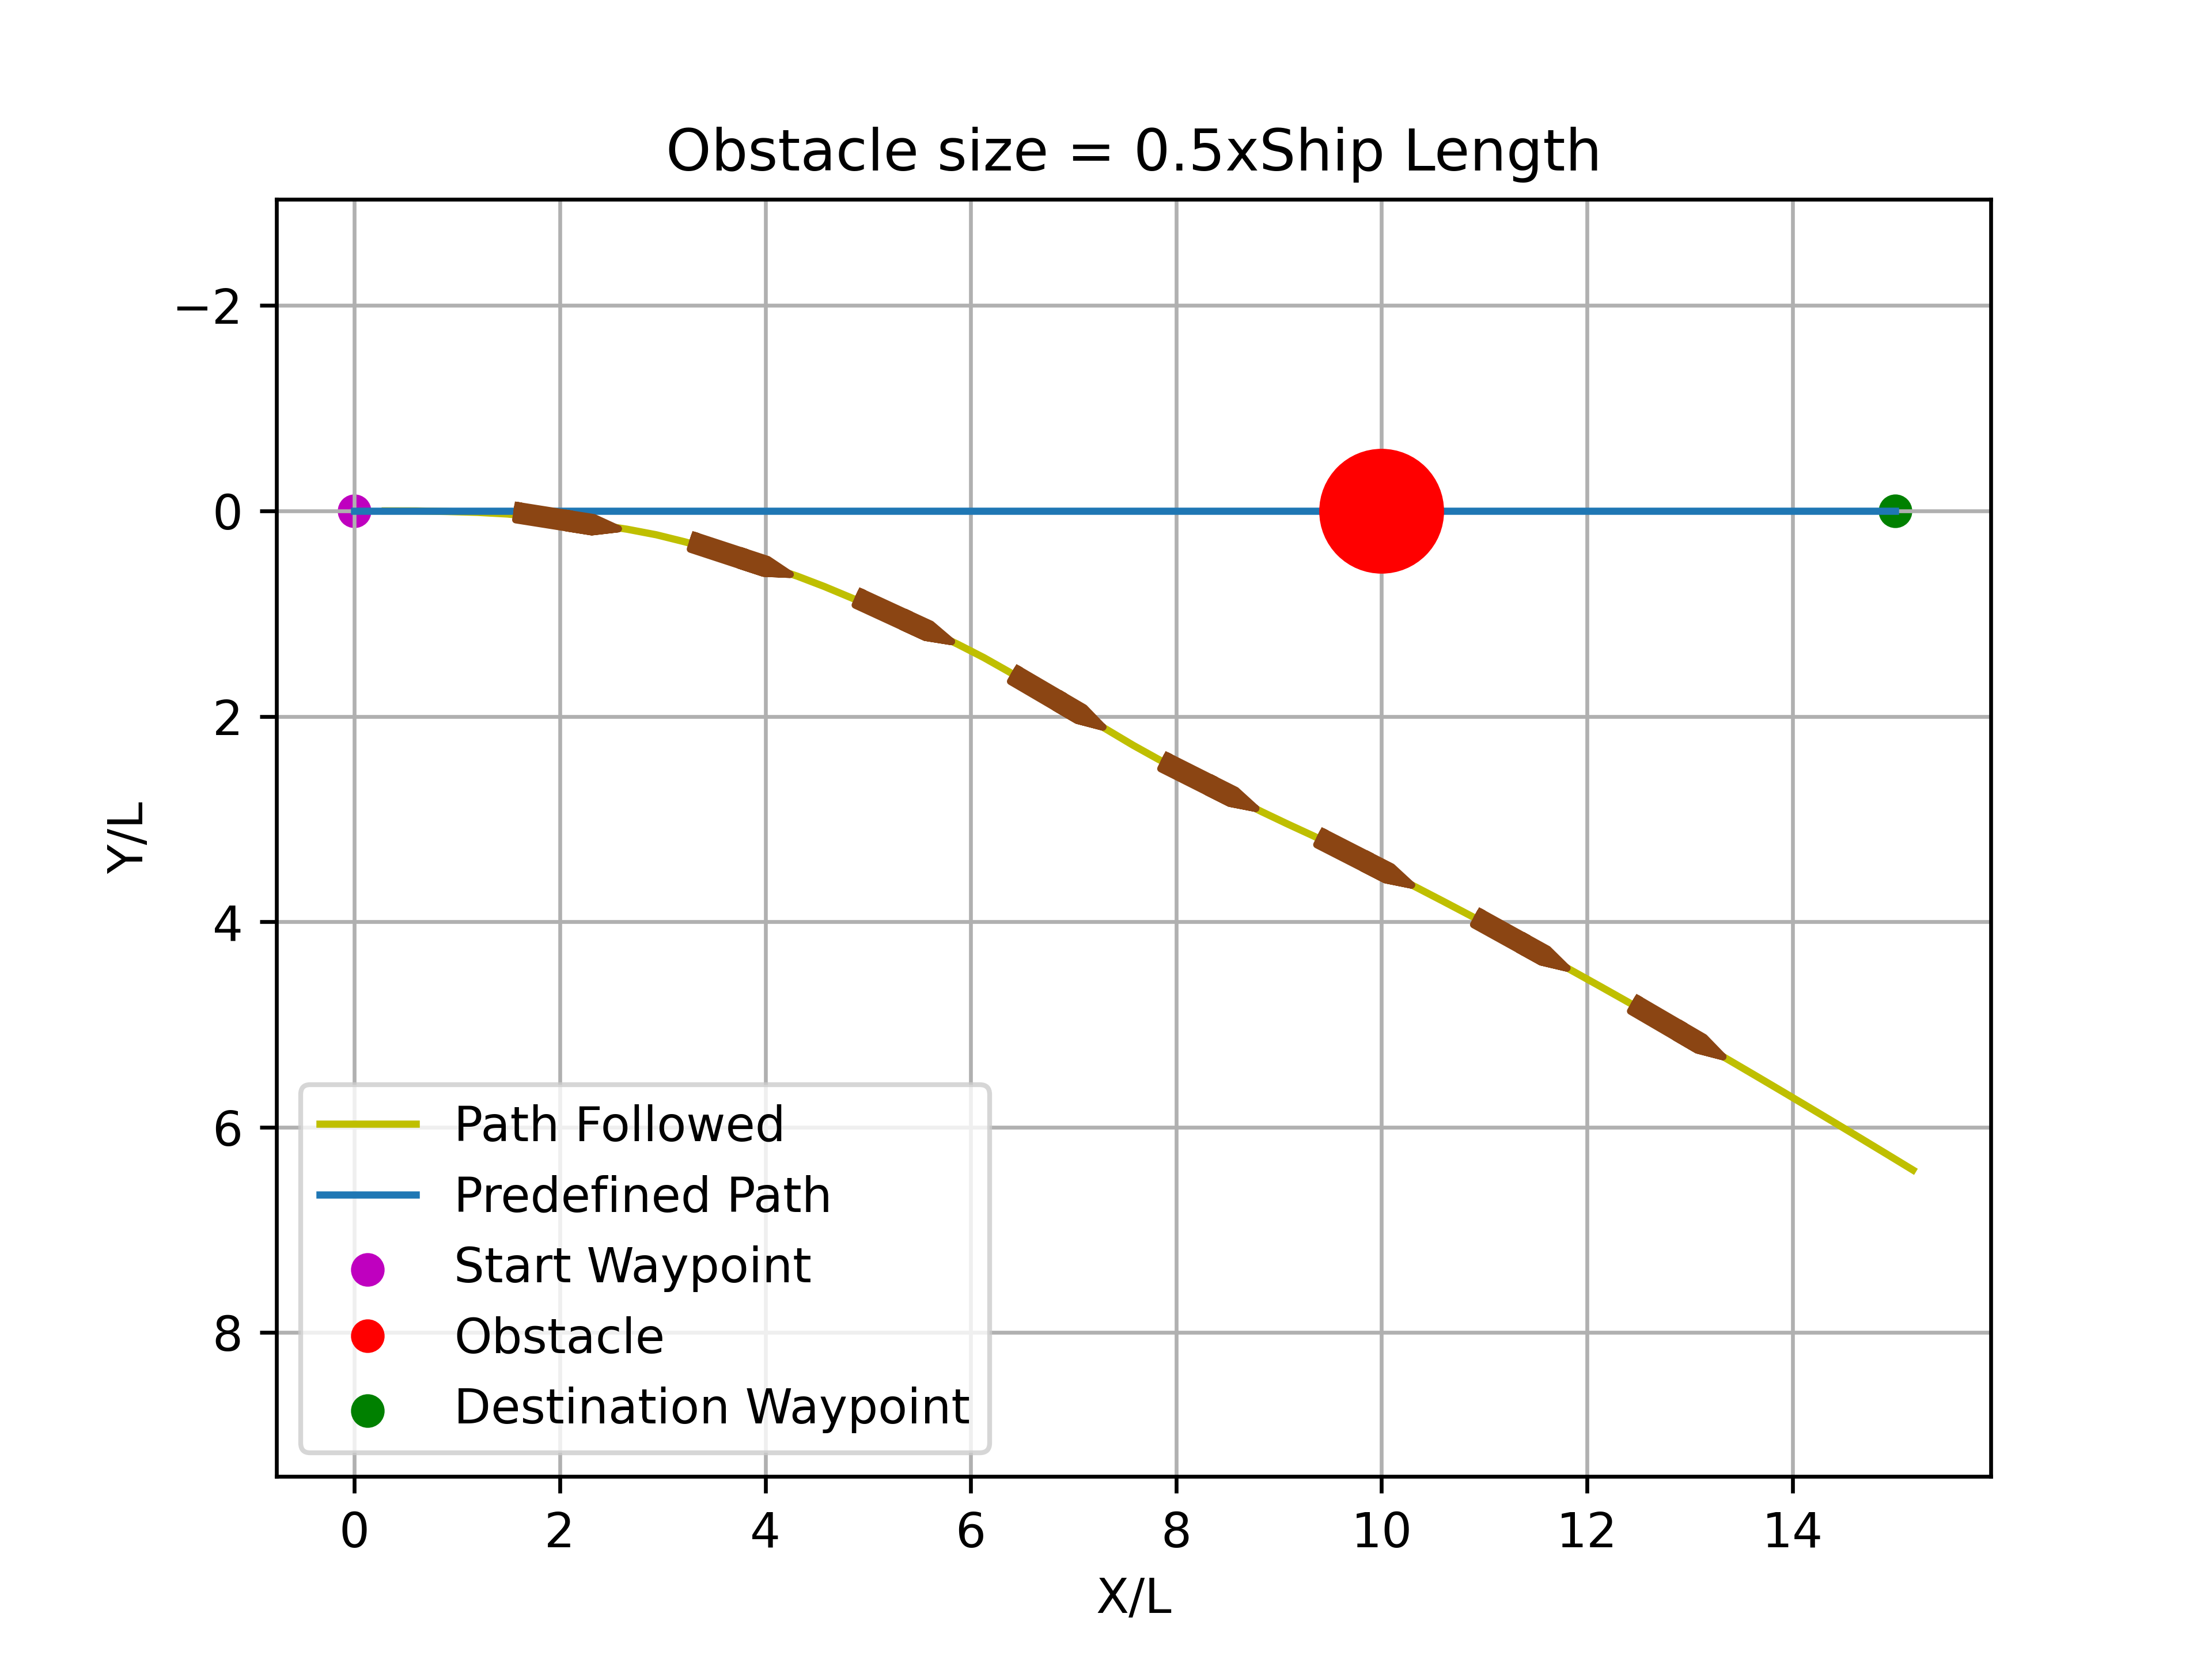 Obstacle size = 0.5xShip Length
−2
0
2
4
6
8
Y/L
Path Followed
Predefined Path
Start Waypoint
Obstacle
Destination Waypoint
0 2 4 6 8 10 12 14
X/L